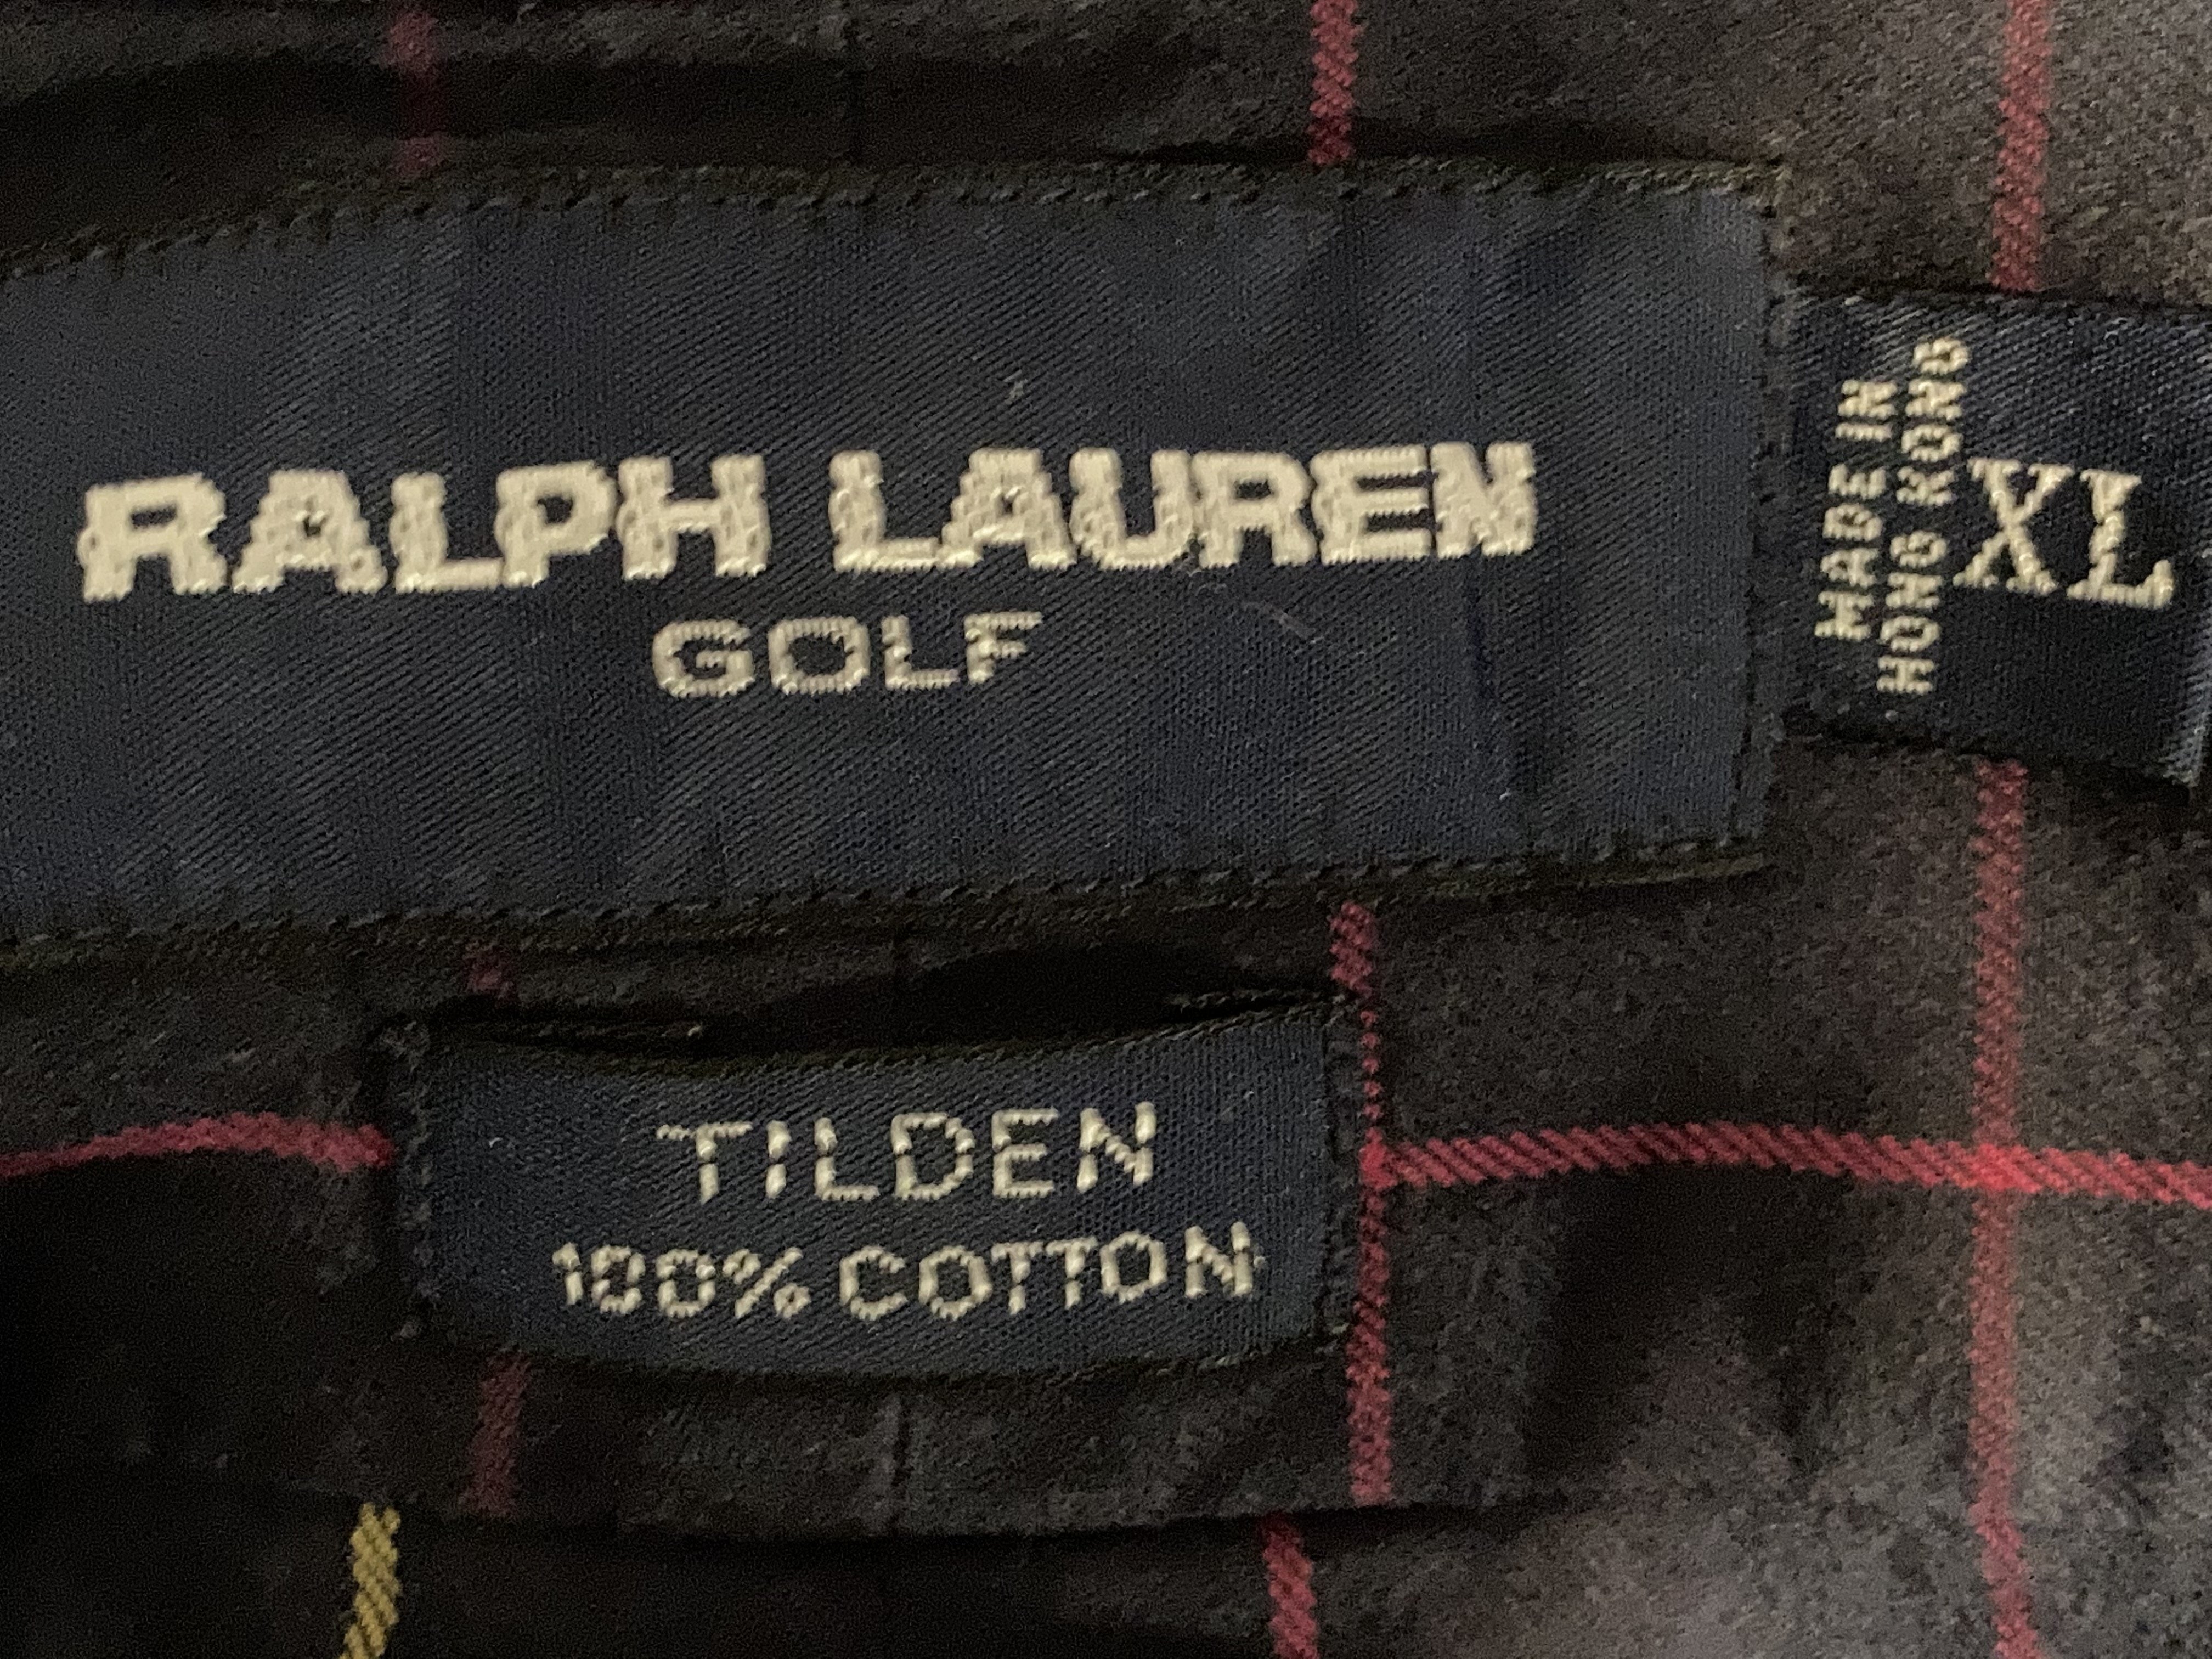 RALPH LAUREN
GOLF
MADE IN
HONG KONG
XL
TILDEN
100% COTTON